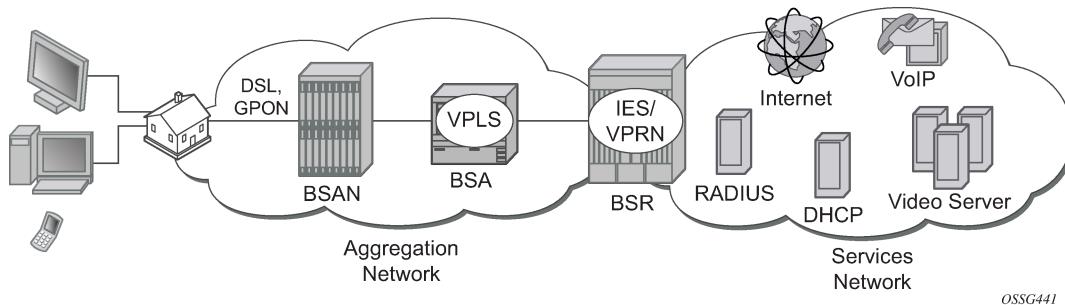 DSL,
GPON
BSAN
VPLS
BSA
IES/
VPRN
BSR
Internet
VoIP
RADIUS
DHCP
Video Server
Aggregation
Network
Services
Network
OSSG441